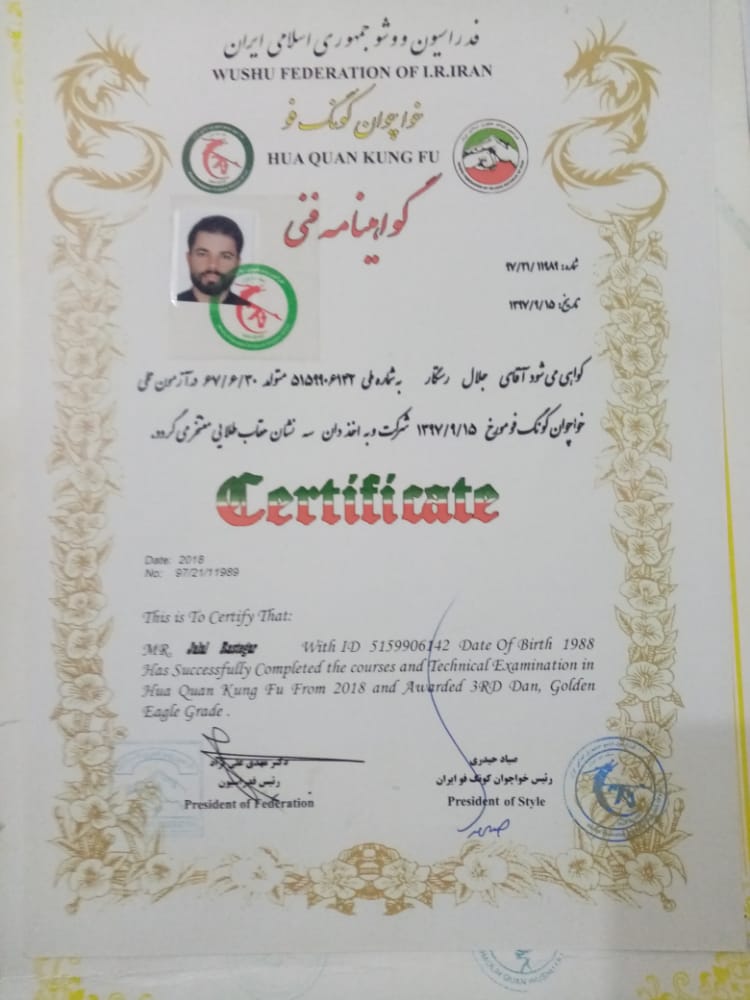 فدراسیون ووشو جمهوری اسلامی ایران
WUSHU FEDERATION OF I.R.IRAN
خواچوان کونگ فو
HUA QUAN KUNG FU
گواهینامه فنی
شماره: ۹۷/۲۱/۱۱۹۸۹
تاریخ: ۱۳۹۷/۹/۱۵
گواهی می شود آقای جلال رستگار به شماره ملی ۵۱۵۹۹۰۶۱۴۲ متولد ۶۷/۶/۳۰ در آزمون
خواچوان کونگ فو مورخ ۱۳۹۷/۹/۱۵ شرکت و به اخذ دان سه نشان عقاب طلایی مفتخر می گردد.
Certificate
Date: 2018
No: 97/21/11989
This is To Certify That:
MR. Jalal Rastegar With ID 5159906142 Date Of Birth 1988
Has Successfully Completed the courses and Technical Examination in
Hua Quan Kung Fu From 2018 and Awarded 3RD Dan, Golden
Eagle Grade .
دکتر مهدی علی نژاد
رئیس فدراسیون
President of Federation
صیاد حیدری
رئیس خواچوان کونگ فو ایران
President of Style